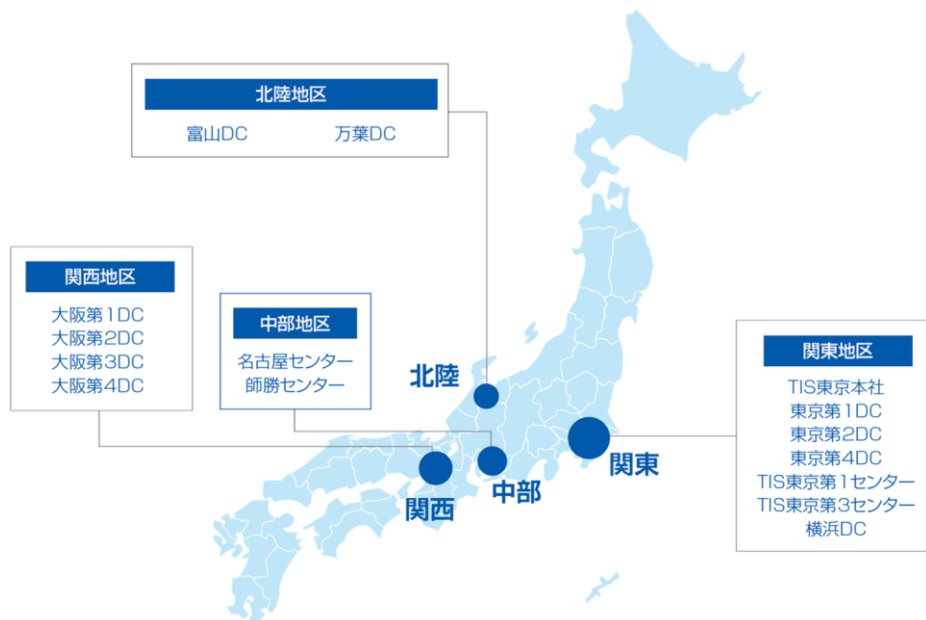 北陸地区
富山DC 万葉DC
関西地区
大阪第1DC
大阪第2DC
大阪第3DC
大阪第4DC
中部地区
名古屋センター
師勝センター
関東地区
TIS東京本社
東京第1DC
東京第2DC
東京第4DC
TIS東京第1センター
TIS東京第3センター
横浜DC
北陸
関東
中部
関西